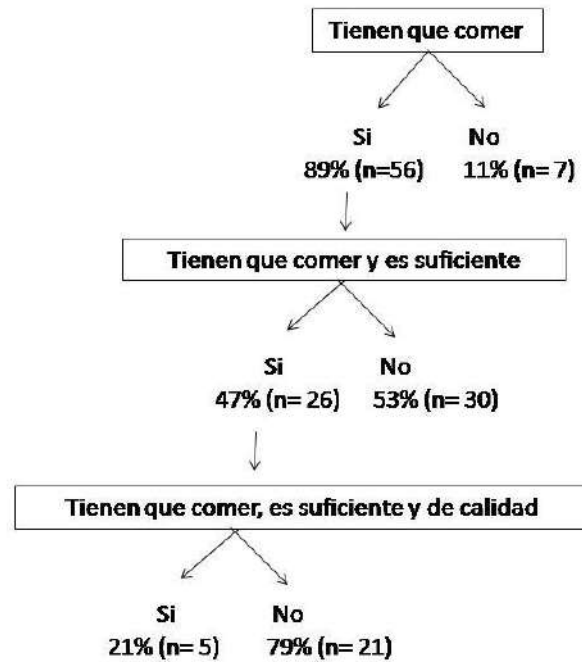 Tienen que comer
Si No
89% (n=56) 11% (n= 7)
Tienen que comer y es suficiente
Si No
47% (n= 26) 53% (n= 30)
Tienen que comer, es suficiente y de calidad
Si No
21% (n= 5) 79% (n= 21)